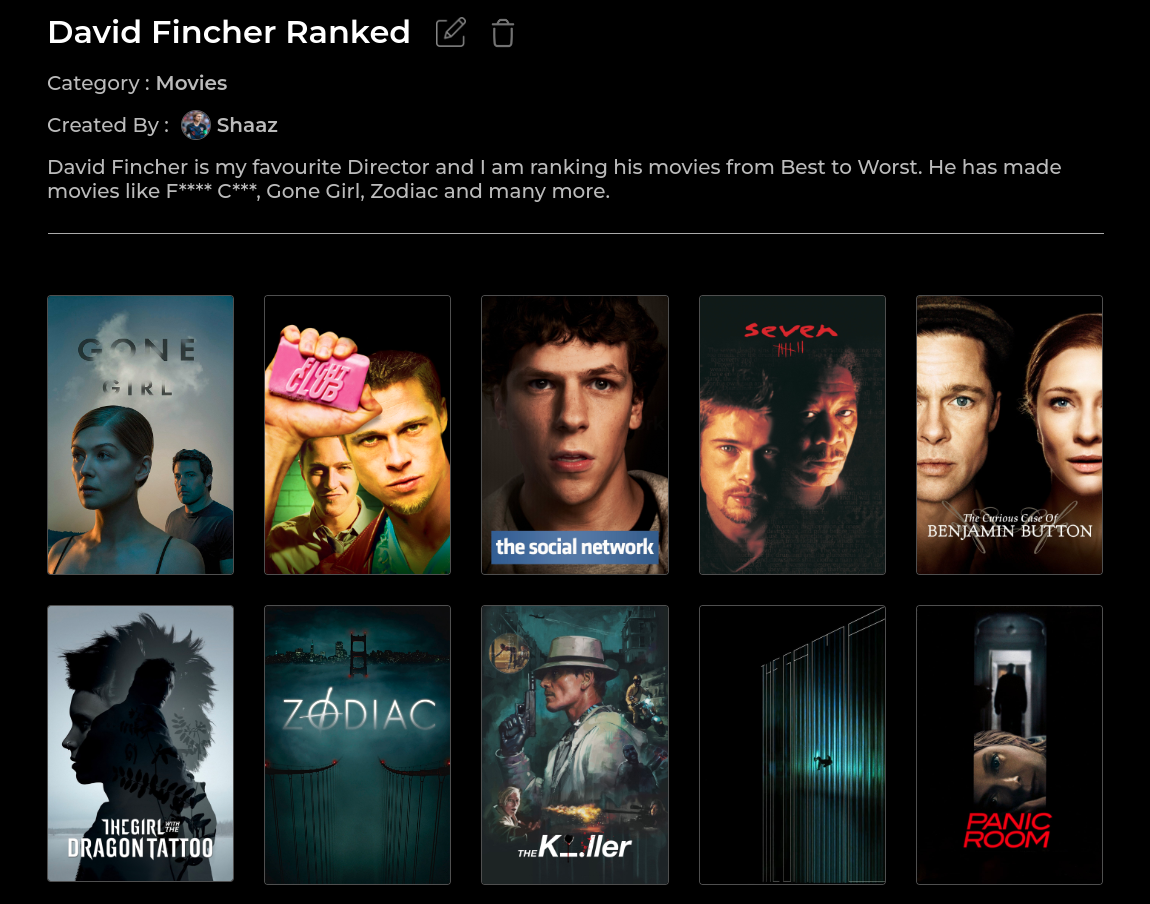 David Fincher Ranked
Category : Movies
Created By : Shaaz
David Fincher is my favourite Director and I am ranking his movies from Best to Worst. He has made
movies like F**** C***, Gone Girl, Zodiac and many more.
GONE
GIRL
FIGHT
CLUB
the social network
seven
The Curious Case Of
BENJAMIN BUTTON
THE GIRL WITH THE
DRAGON TATTOO
ZODIAC
THE K...ller
PANIC
ROOM